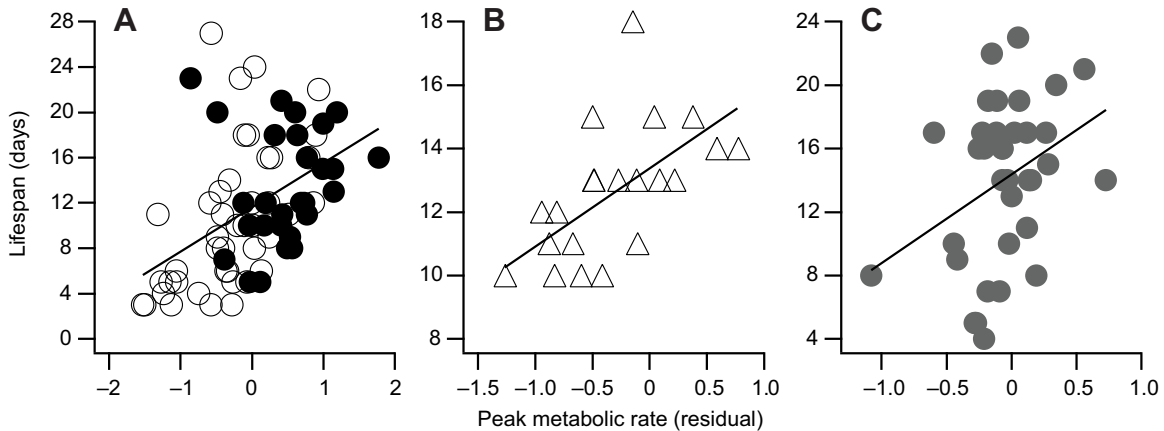 A
B
C
28
24
20
16
12
8
4
0
18
16
14
12
10
8
24
20
16
12
8
4
Lifespan (days)
–2 –1 0 1 2
–1.5 –1.0 –0.5 0 0.5 1.0
–1.0 –0.5 0 0.5 1.0
Peak metabolic rate (residual)